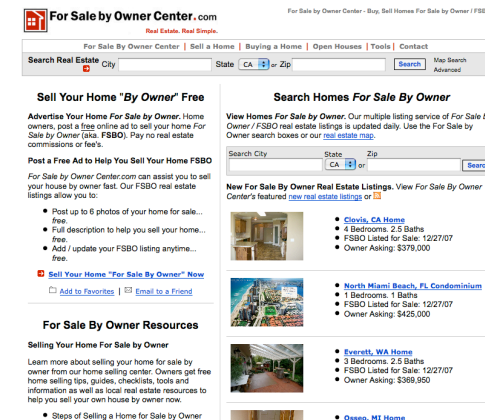 For Sale by Owner Center.com
Real Estate. Real Simple.
For Sale by Owner Center - Buy, Sell Homes For Sale by Owner / FSB
For Sale By Owner Center | Sell a Home | Buying a Home | Open Houses | Tools | Contact
Search Real Estate City State CA or Zip Search Map Search
Advanced
Sell Your Home "By Owner" Free
Advertise Your Home For Sale by Owner. Home
owners, post a free online ad to sell your home For
Sale by Owner (aka. FSBO). Pay no real estate
commissions or fee's.
Post a Free Ad to Help You Sell Your Home FSBO
For Sale by Owner Center.com can assist you to sell
your house by owner fast. Our FSBO real estate
listings allow you to:
• Post up to 6 photos of your home for sale...
free.
• Full description to help you sell your home...
free.
• Add / update your FSBO listing anytime...
free.
Sell Your Home "For Sale By Owner" Now
Add to Favorites | Email to a Friend
For Sale By Owner Resources
Selling Your Home For Sale by Owner
Learn more about selling your home for sale by
owner from our home selling center. Owners get free
home selling tips, guides, checklists, tools and
information as well as local real estate resources to
help you sell your own house by owner now.
• Steps of Selling a Home for Sale by Owner
Search Homes For Sale By Owner
View Homes For Sale by Owner. Our multiple listing service of For Sale b
Owner / FSBO real estate listings is updated daily. Use the For Sale by
Owner search boxes or our real estate map.
Search City State Zip
CA or Searc
New For Sale By Owner Real Estate Listings. View For Sale By Owner
Center's featured new real estate listings or
• Clovis, CA Home
• 4 Bedrooms. 2.5 Baths
• FSBO Listed for Sale: 12/27/07
• Owner Asking: $379,000
• North Miami Beach, FL Condominium
• 1 Bedrooms. 1 Baths
• FSBO Listed for Sale: 12/27/07
• Owner Asking: $425,000
• Everett, WA Home
• 3 Bedrooms. 2.5 Baths
• FSBO Listed for Sale: 12/27/07
• Owner Asking: $369,950
• Osseo, MI Home